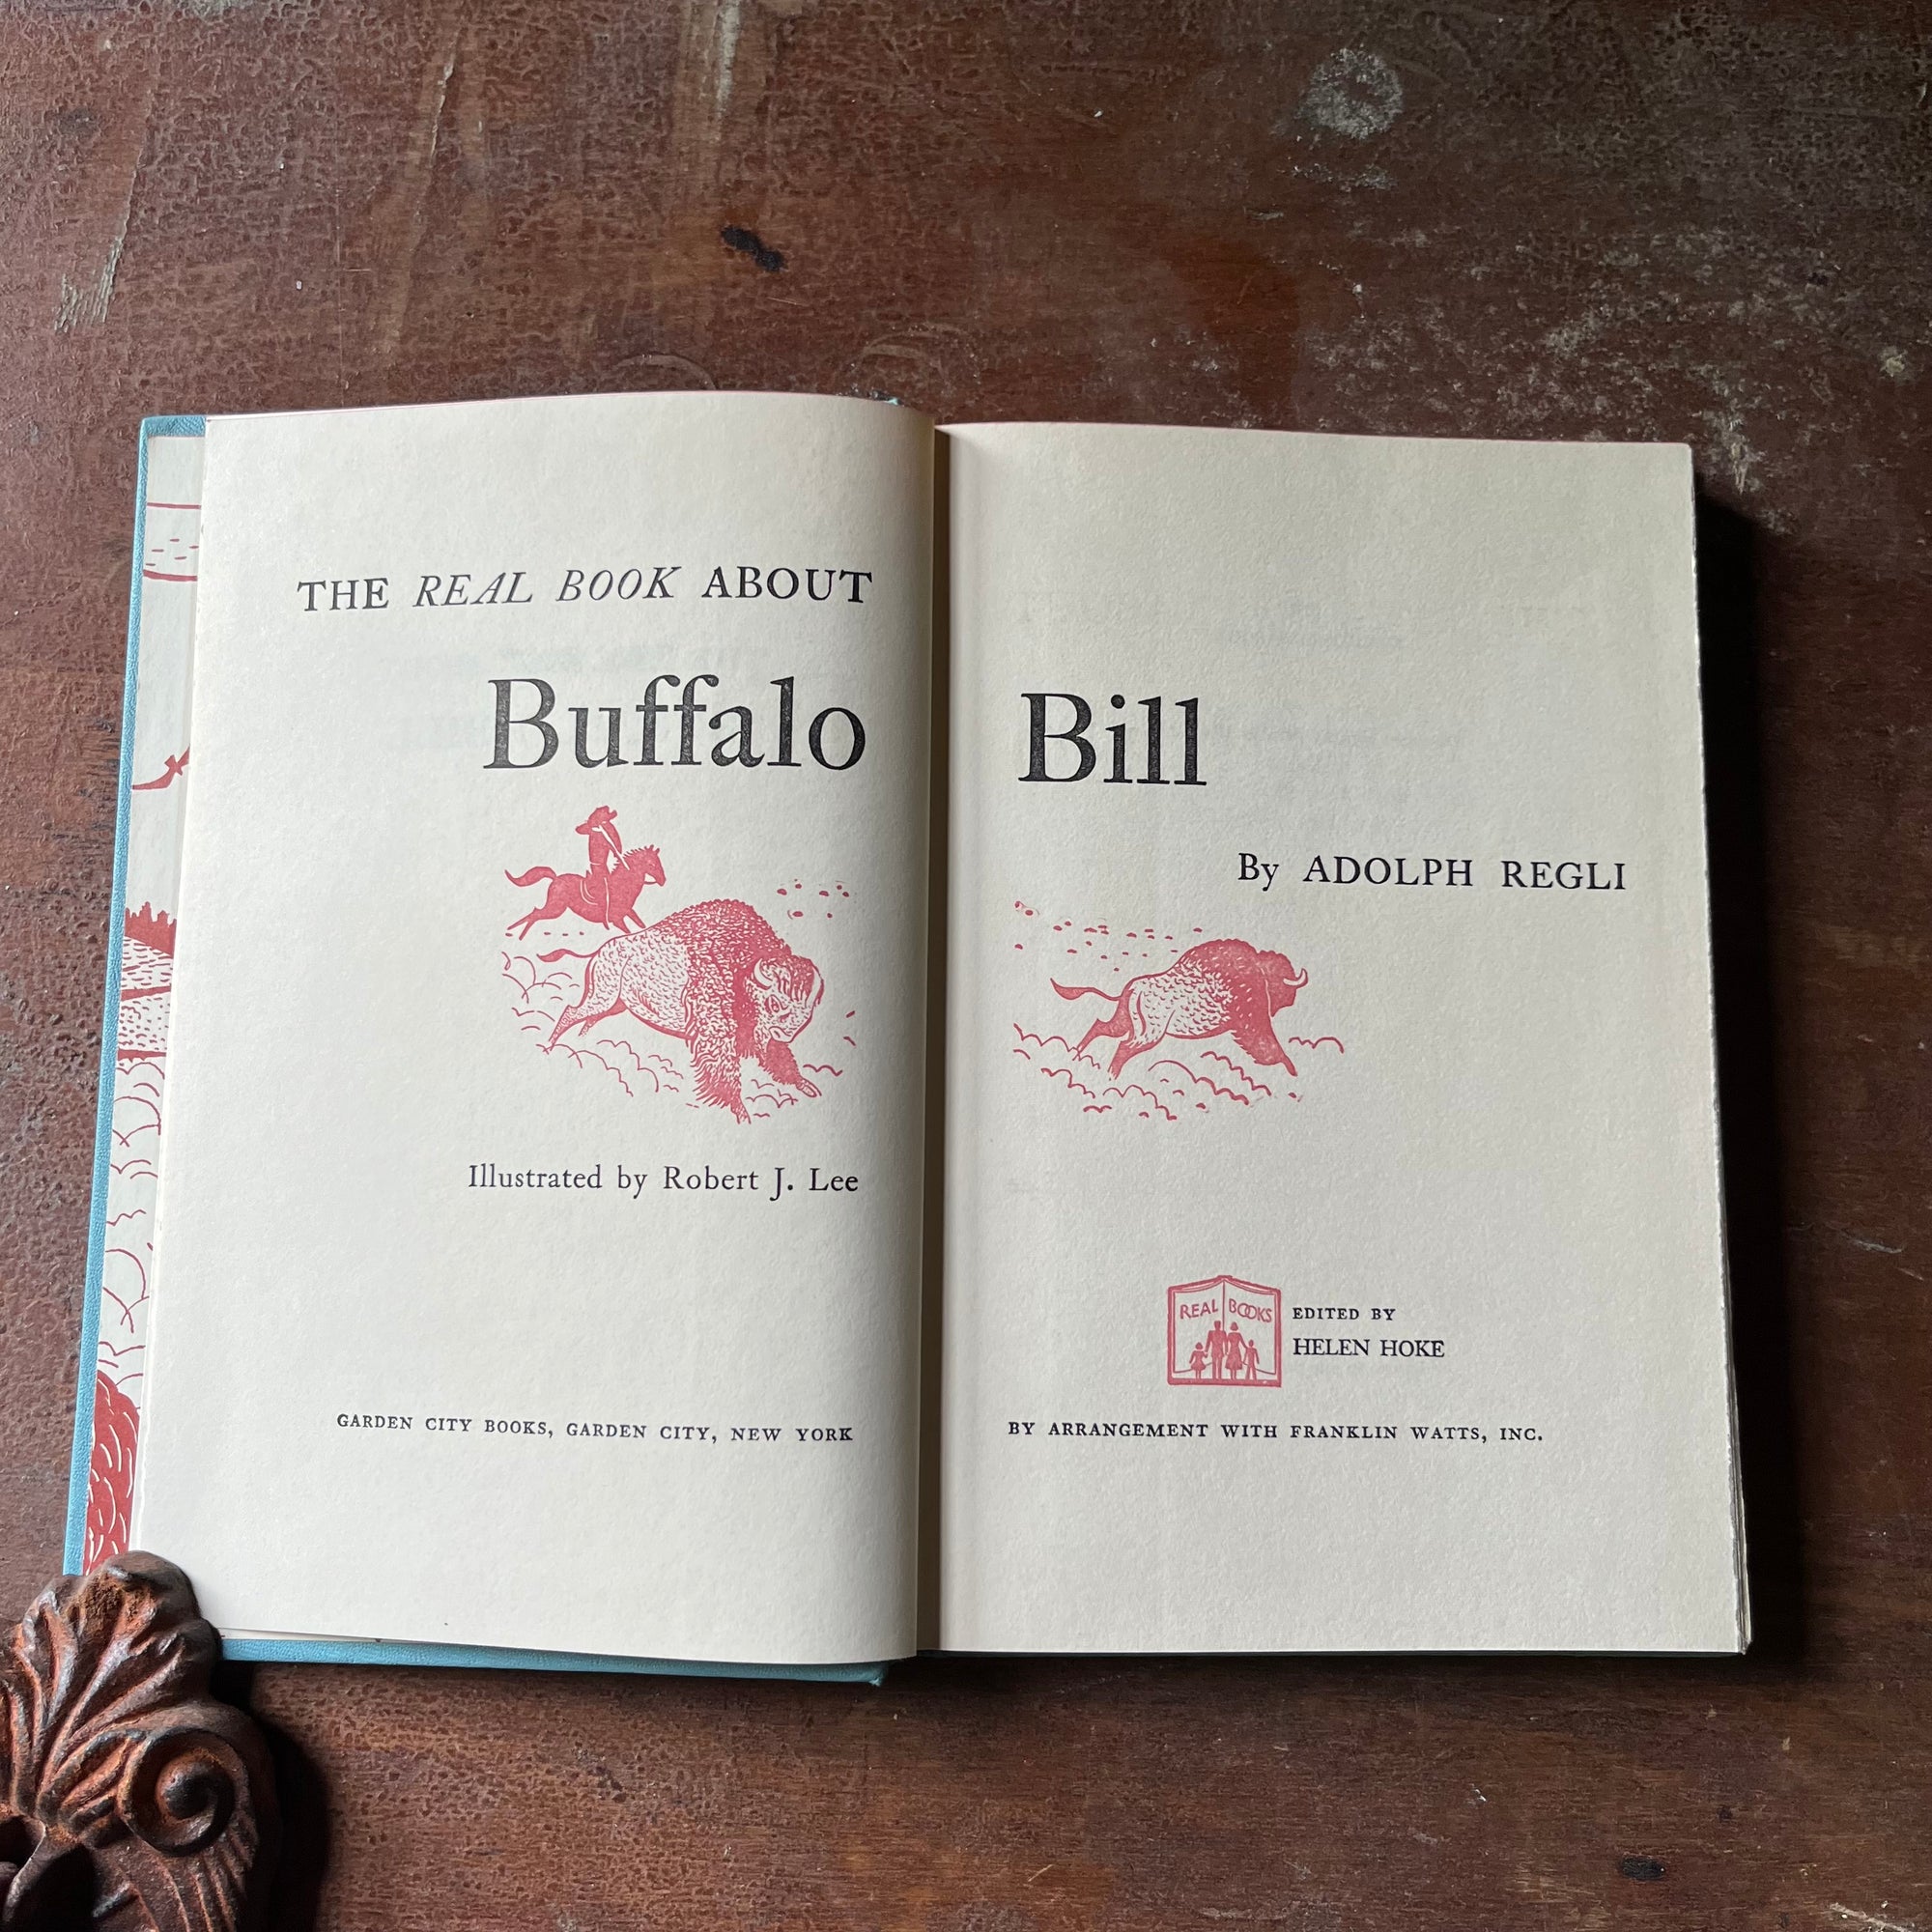 THE REAL BOOK ABOUT
Buffalo Bill
By ADOLPH REGLI
Illustrated by Robert J. Lee
REAL BOOKS
EDITED BY
HELEN HOKE
GARDEN CITY BOOKS, GARDEN CITY, NEW YORK
BY ARRANGEMENT WITH FRANKLIN WATTS, INC.